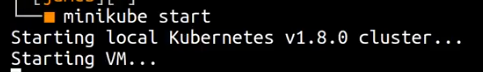 minikube start
Starting local Kubernetes v1.8.0 cluster...
Starting VM...